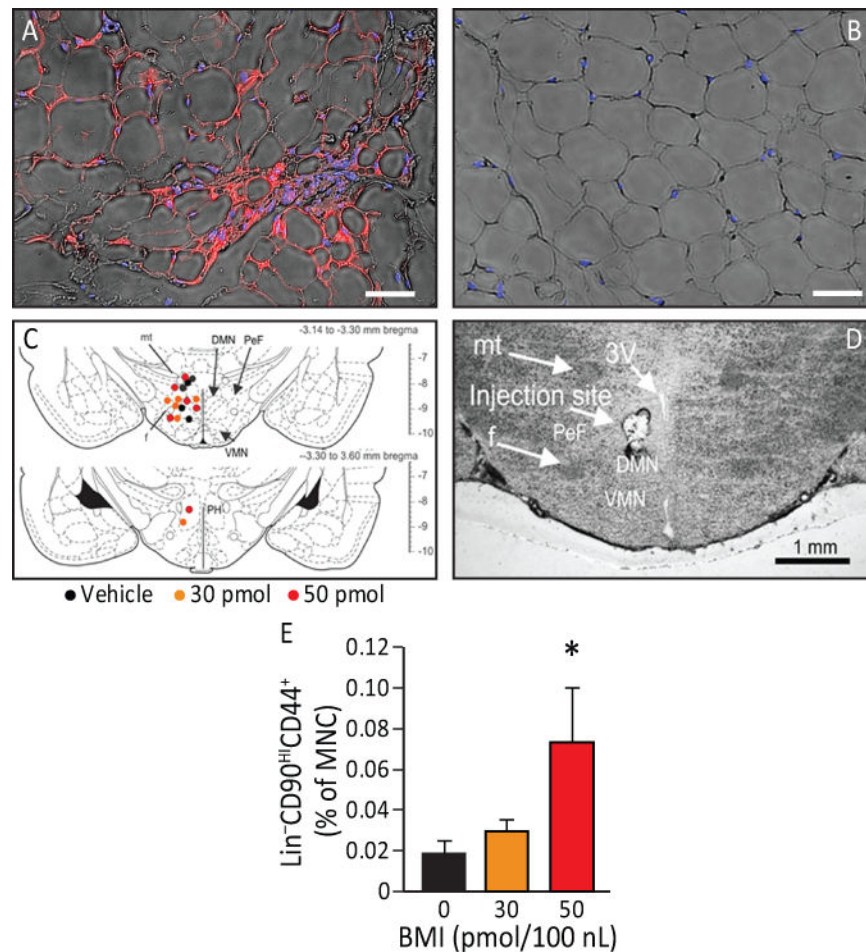 A
B
C
-3.14 to -3.30 mm bregma
mt
DMN
PeF
f
VMN
-7
-8
-9
-10
--3.30 to 3.60 mm bregma
PH
-7
-8
-9
-10
D
mt
3V
Injection site
PeF
f
DMN
VMN
1 mm
Vehicle
30 pmol
50 pmol
E
0.12
*
0.10
0.08
0.06
0.04
0.02
0
Lin⁻CD90ᴴᴵCD44⁺
(% of MNC)
0
30
50
BMI (pmol/100 nL)